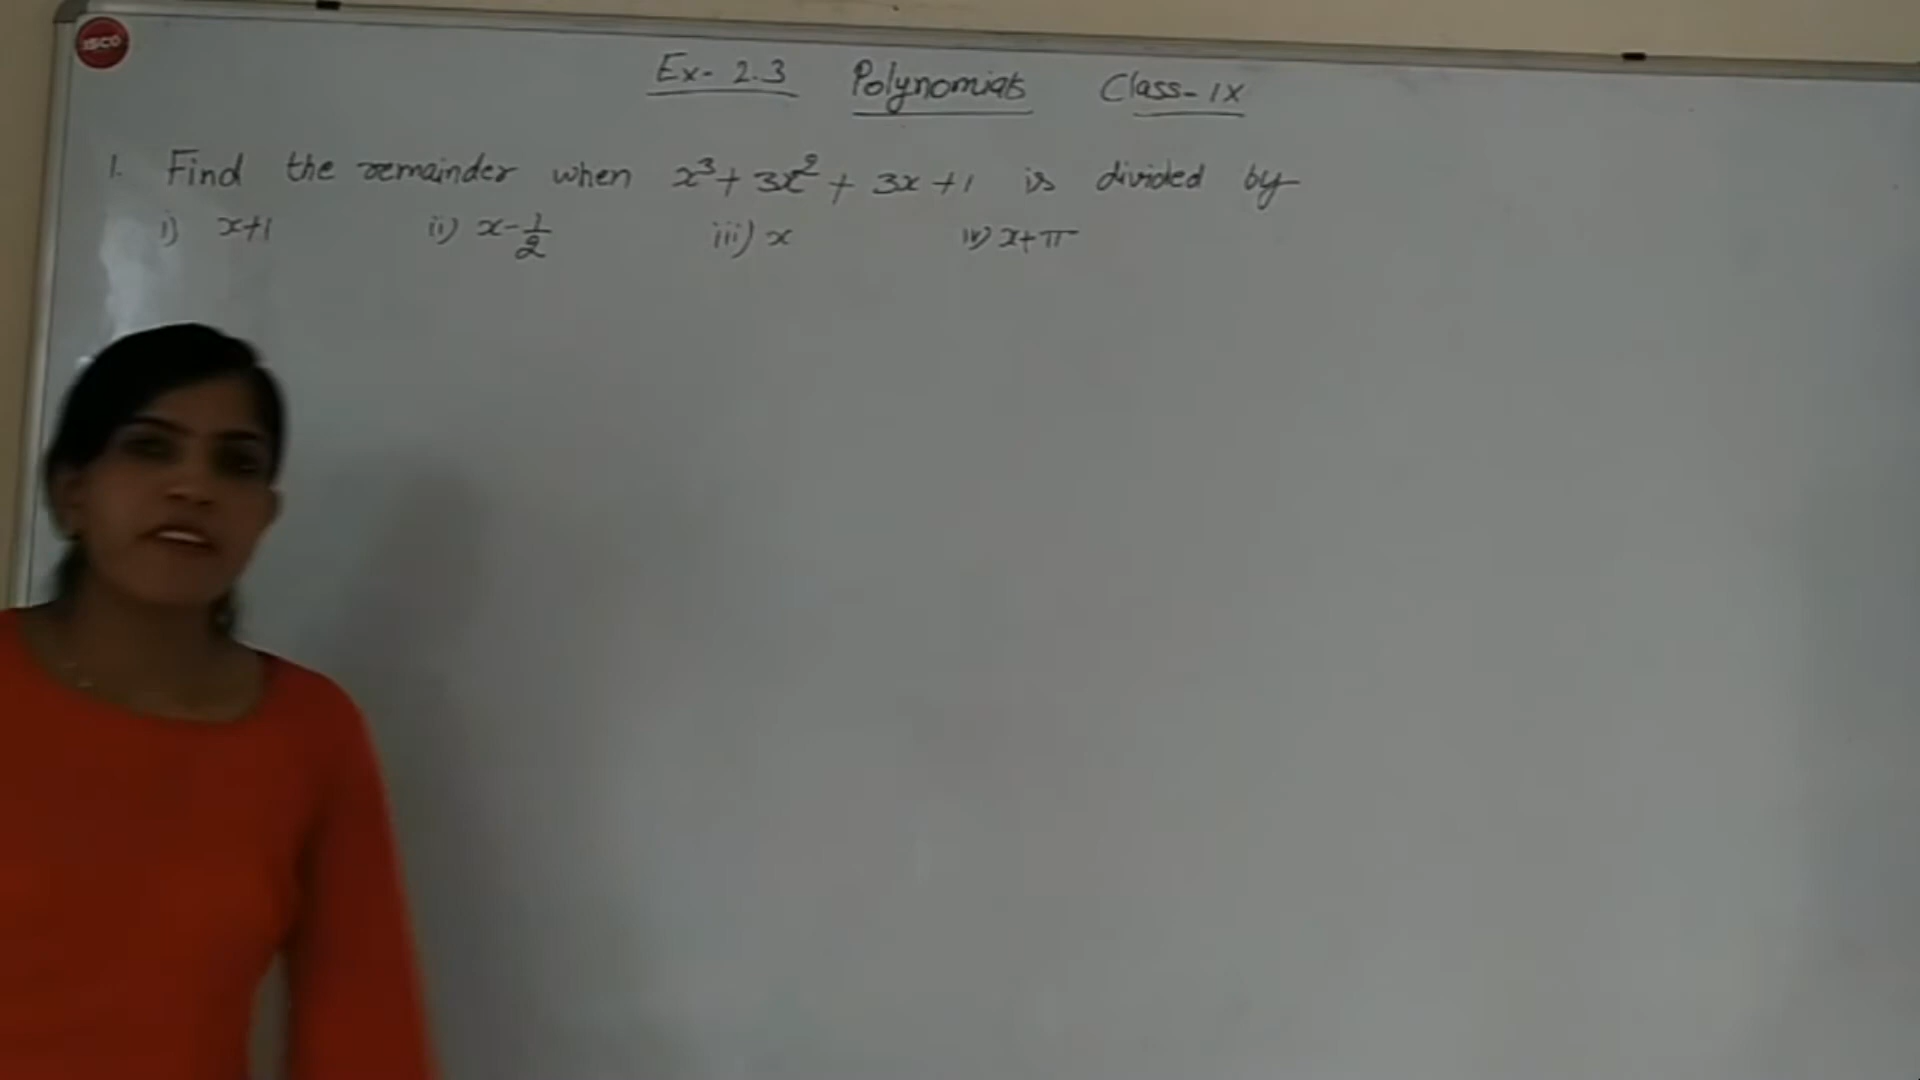 ISCO
Ex- 2.3 Polynomials Class-IX
1. Find the remainder when x³+ 3x² + 3x +1 is divided by
i) x+1 ii) x-1/2 iii) x iv) x+π